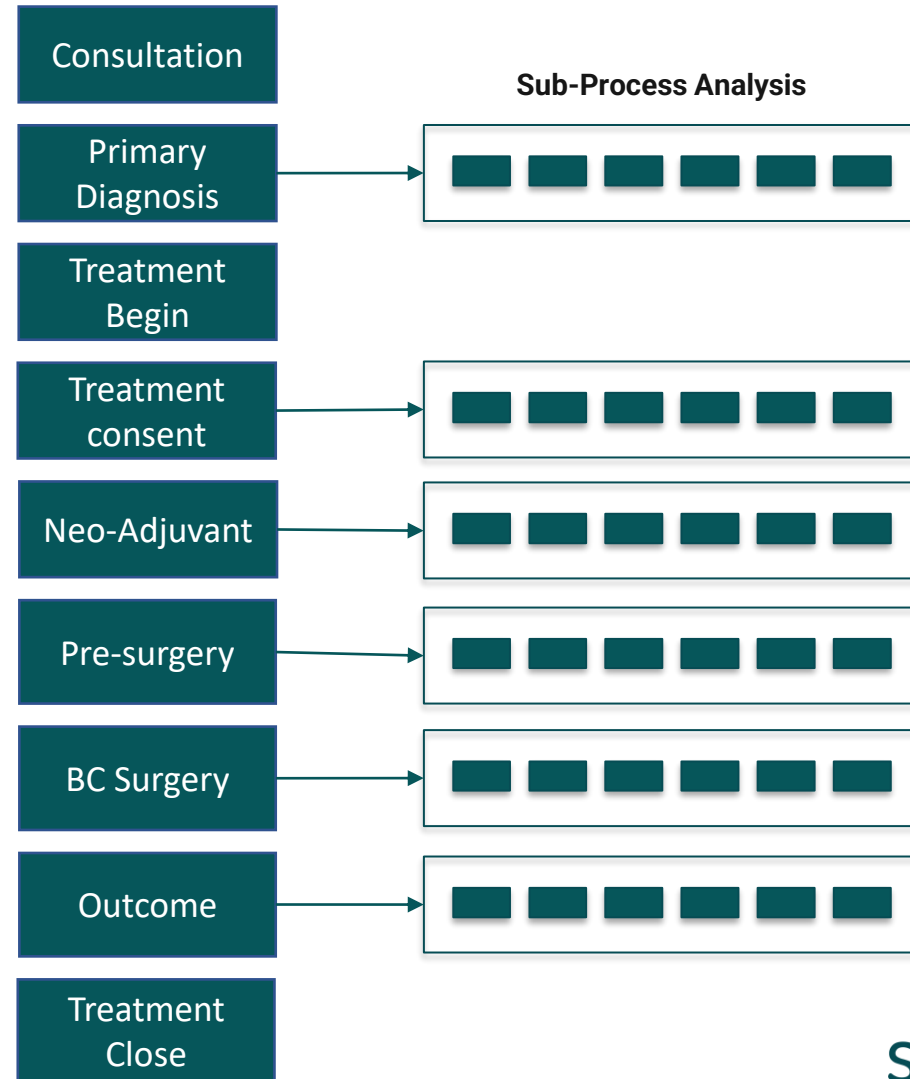 Consultation
Sub-Process Analysis
Primary
Diagnosis
Treatment
Begin
Treatment
consent
Neo-Adjuvant
Pre-surgery
BC Surgery
Outcome
Treatment
Close
S